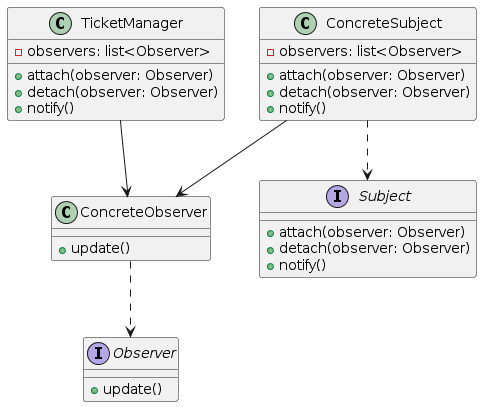 C TicketManager
observers: list<Observer>
attach(observer: Observer)
detach(observer: Observer)
notify()
C ConcreteSubject
observers: list<Observer>
attach(observer: Observer)
detach(observer: Observer)
notify()
C ConcreteObserver
update()
I Subject
attach(observer: Observer)
detach(observer: Observer)
notify()
I Observer
update()